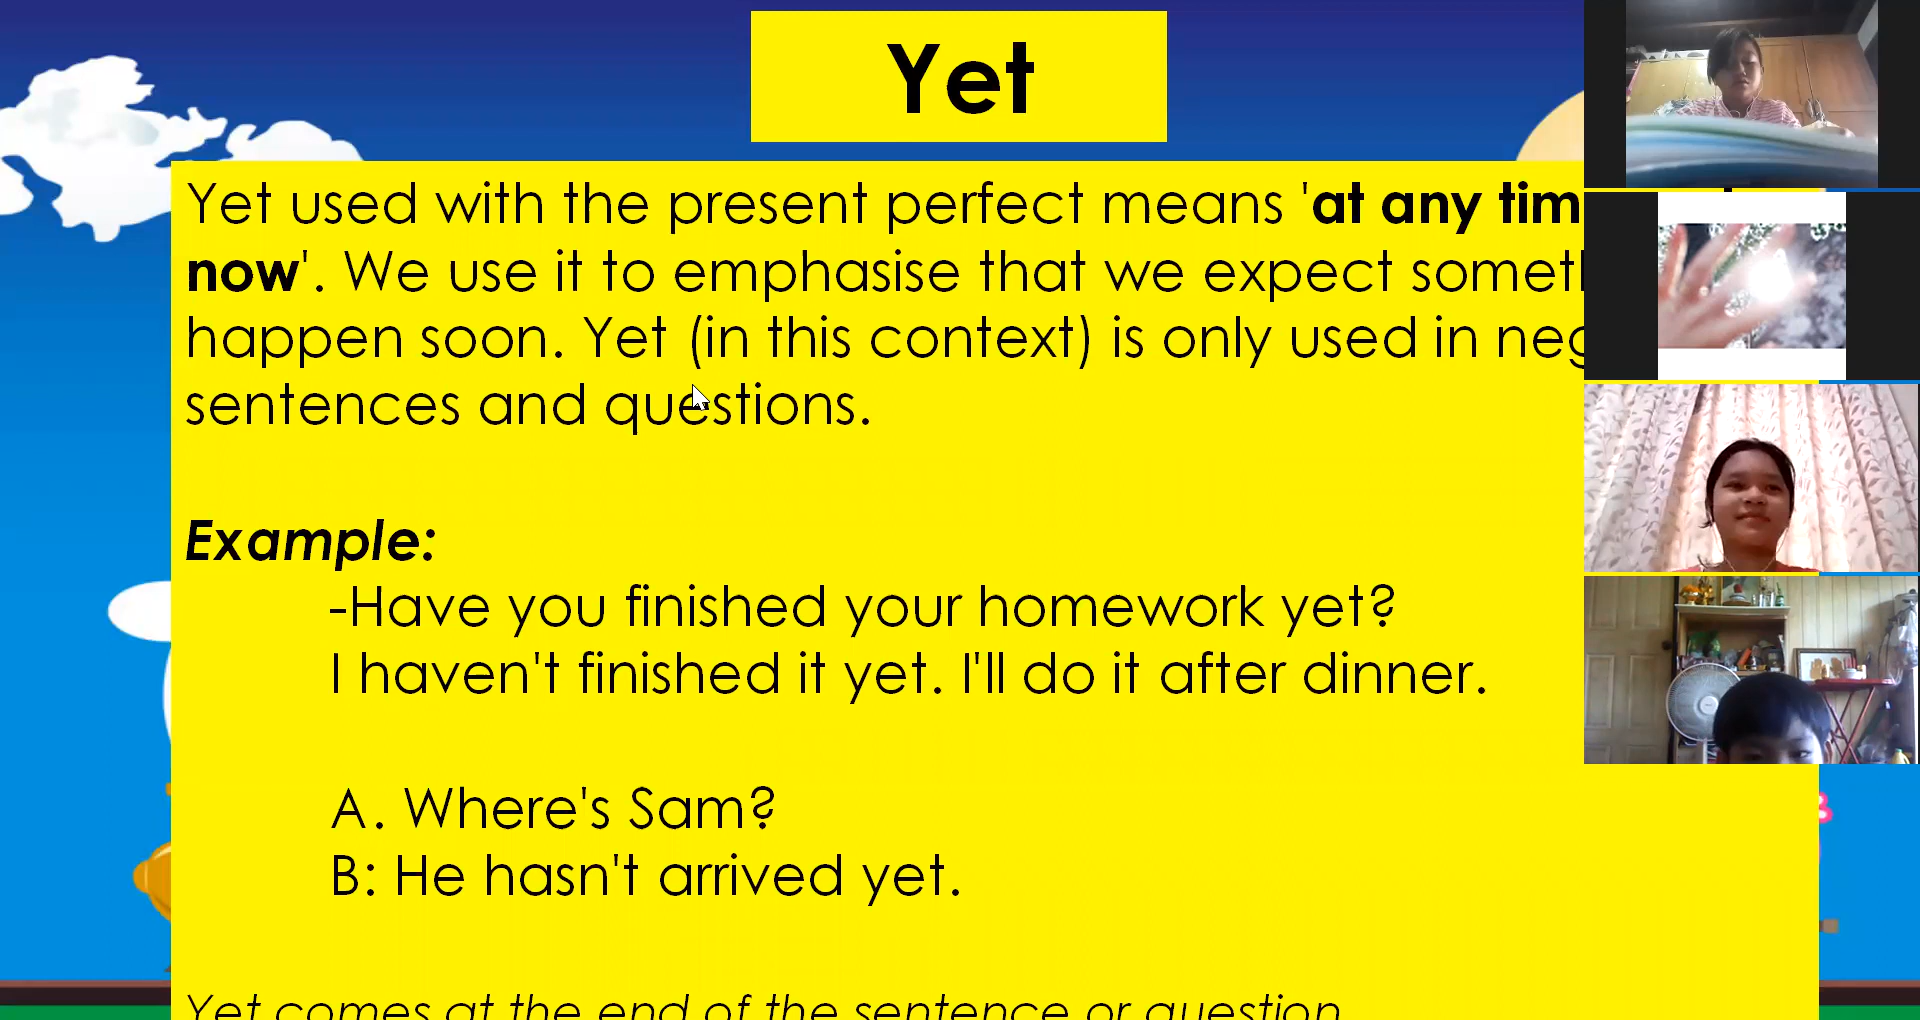 Yet
Yet used with the present perfect means 'at any tim
now'. We use it to emphasise that we expect somet
happen soon. Yet (in this context) is only used in neg
sentences and questions.
Example:
-Have you finished your homework yet?
I haven't finished it yet. I'll do it after dinner.
A. Where's Sam?
B: He hasn't arrived yet.
Yet comes at the end of the sentence or question